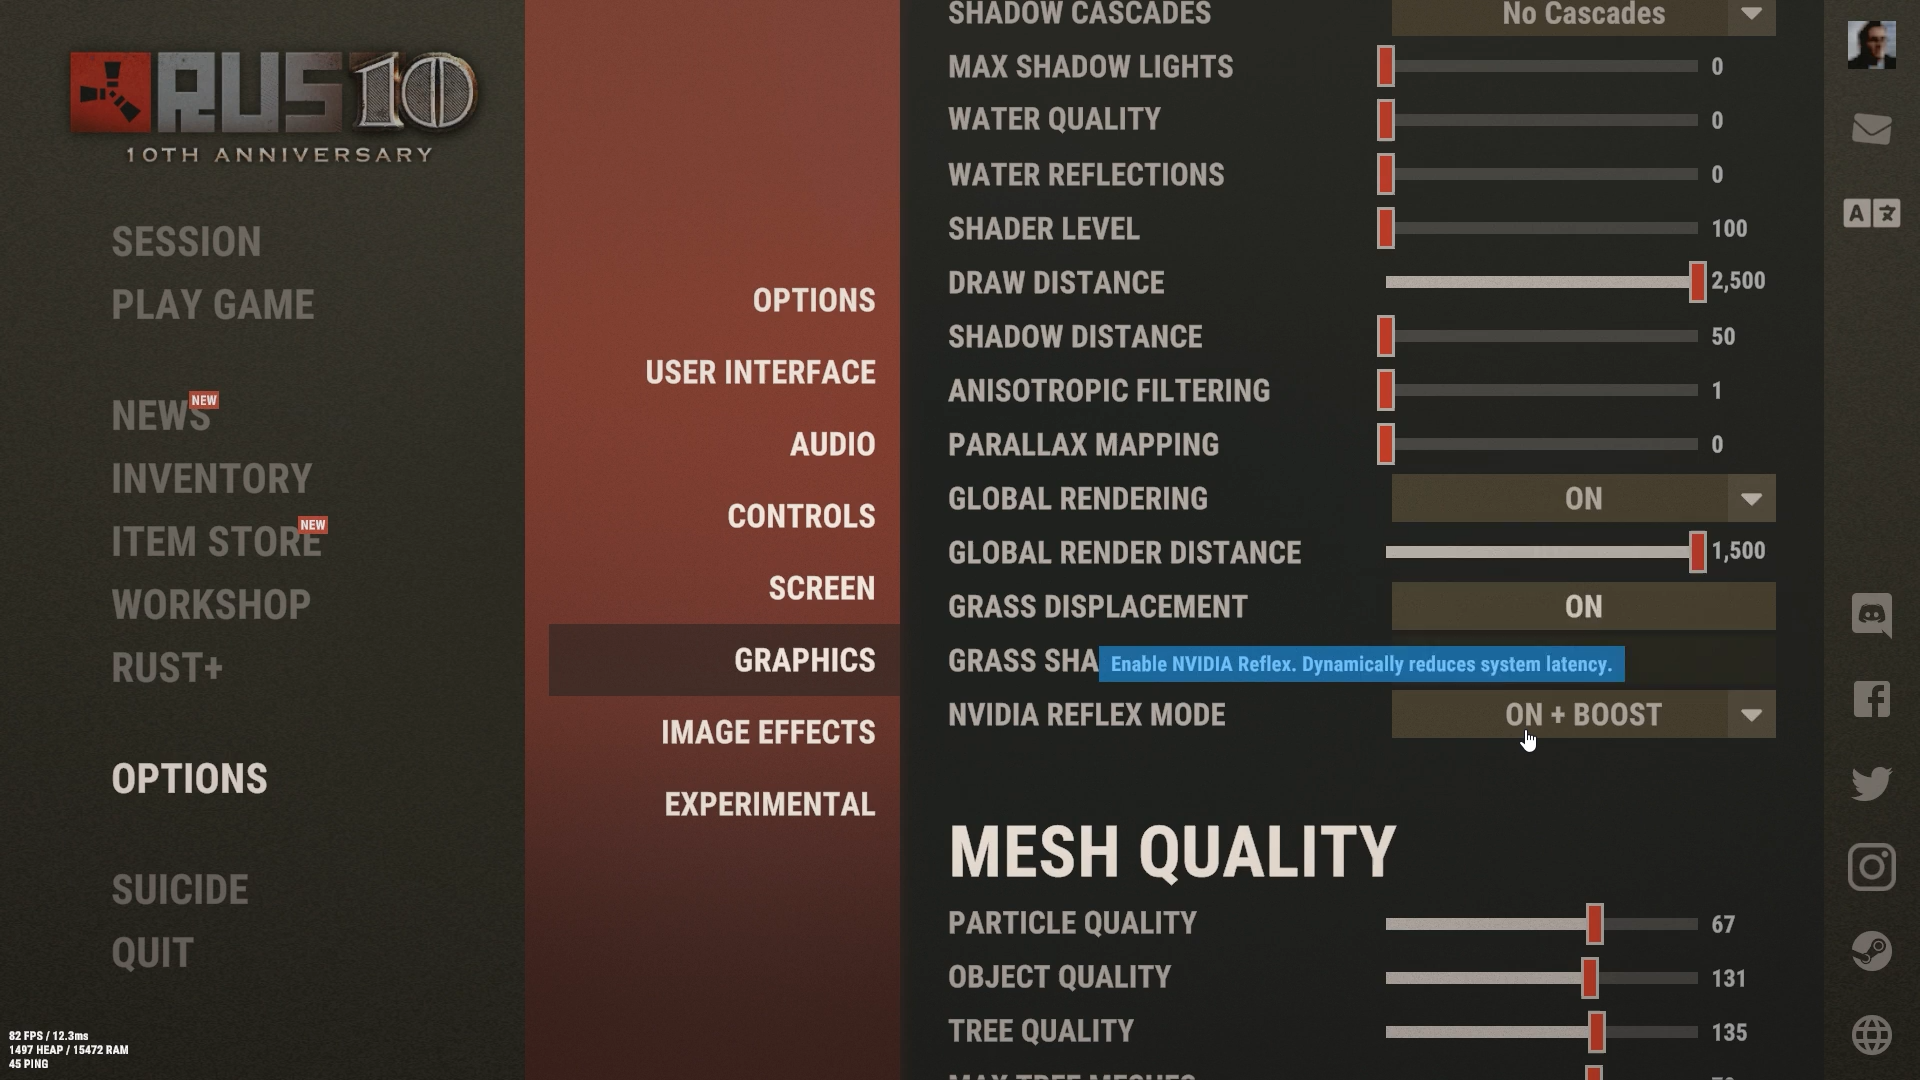 RUS10
10TH ANNIVERSARY
SESSION
PLAY GAME
NEWS
NEW
INVENTORY
ITEM STORE
NEW
WORKSHOP
RUST+
OPTIONS
SUICIDE
QUIT
82 FPS / 12.3ms
1497 HEAP / 15472 RAM
45 PING
OPTIONS
USER INTERFACE
AUDIO
CONTROLS
SCREEN
GRAPHICS
IMAGE EFFECTS
EXPERIMENTAL
SHADOW CASCADES No Cascades
MAX SHADOW LIGHTS 0
WATER QUALITY 0
WATER REFLECTIONS 0
SHADER LEVEL 100
DRAW DISTANCE 2,500
SHADOW DISTANCE 50
ANISOTROPIC FILTERING 1
PARALLAX MAPPING 0
GLOBAL RENDERING ON
GLOBAL RENDER DISTANCE 1,500
GRASS DISPLACEMENT ON
GRASS SHA
Enable NVIDIA Reflex. Dynamically reduces system latency.
NVIDIA REFLEX MODE ON + BOOST
MESH QUALITY
PARTICLE QUALITY 67
OBJECT QUALITY 131
TREE QUALITY 135
A